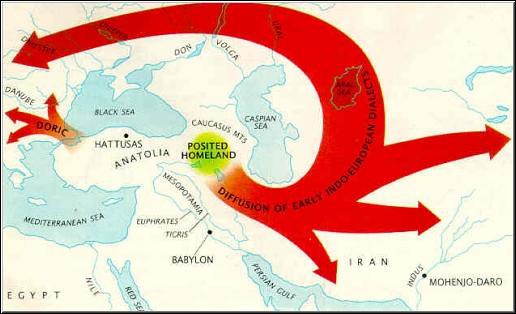 DNIESTER
DNIEPER
DON
VOLGA
URAL
DANUBE
BLACK SEA
DORIC
HATTUSAS
ANATOLIA
CAUCASUS MTS
CASPIAN
SEA
ARAL
SEA
POSITED
HOMELAND
DIFFUSION OF EARLY INDO-EUROPEAN DIALECTS
MEDITERRANEAN SEA
MESOPOTAMIA
EUPHRATES
TIGRIS
BABYLON
IRAN
INDUS
MOHENJO-DARO
PERSIAN GULF
EGYPT
NILE
RED SEA